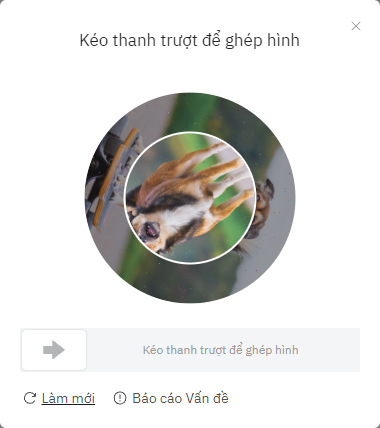 Kéo thanh trượt để ghép hình
Kéo thanh trượt để ghép hình
Làm mới Báo cáo Vấn đề